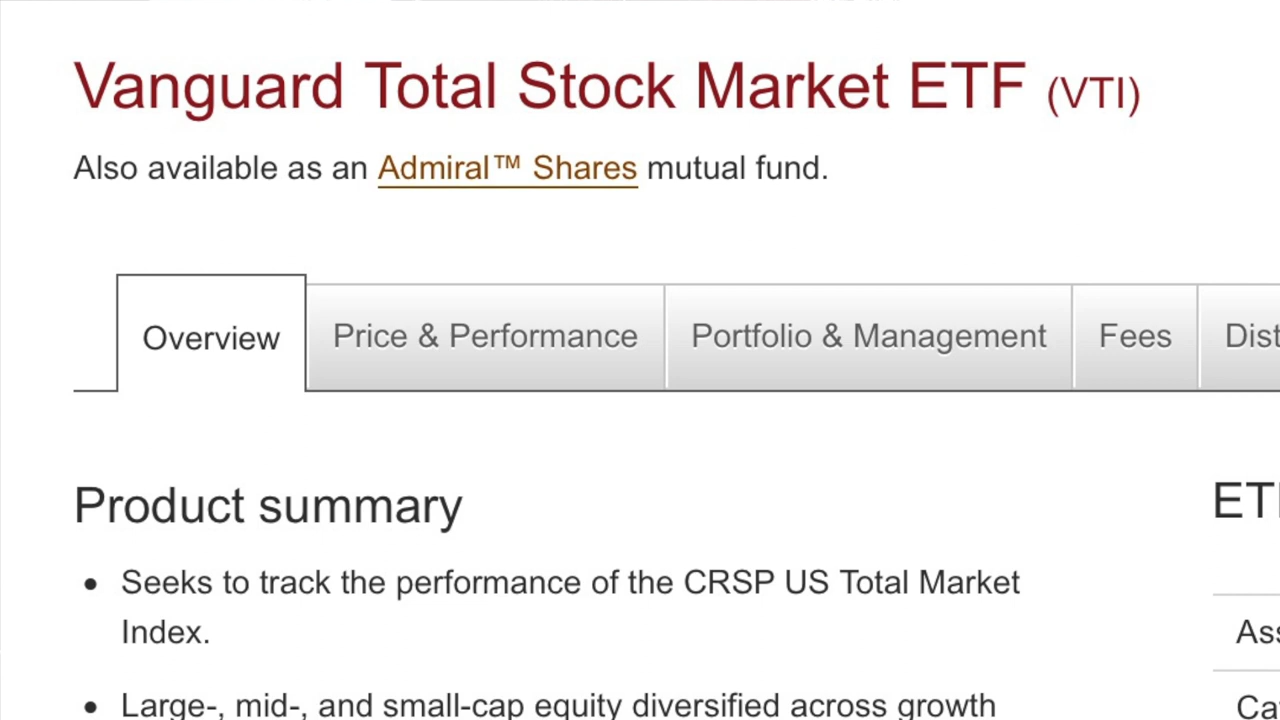 Vanguard Total Stock Market ETF (VTI)
Also available as an Admiral™ Shares mutual fund.
Overview Price & Performance Portfolio & Management Fees
Product summary
• Seeks to track the performance of the CRSP US Total Market
Index.
• Large-, mid-, and small-cap equity diversified across growth